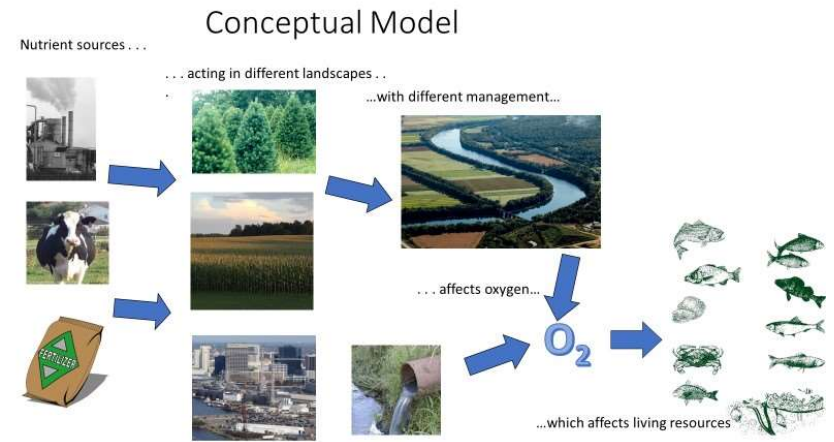 Conceptual Model
Nutrient sources . . .
. . . acting in different landscapes . .
.
...with different management...
FERTILIZER
. . . affects oxygen...
O2
...which affects living resources